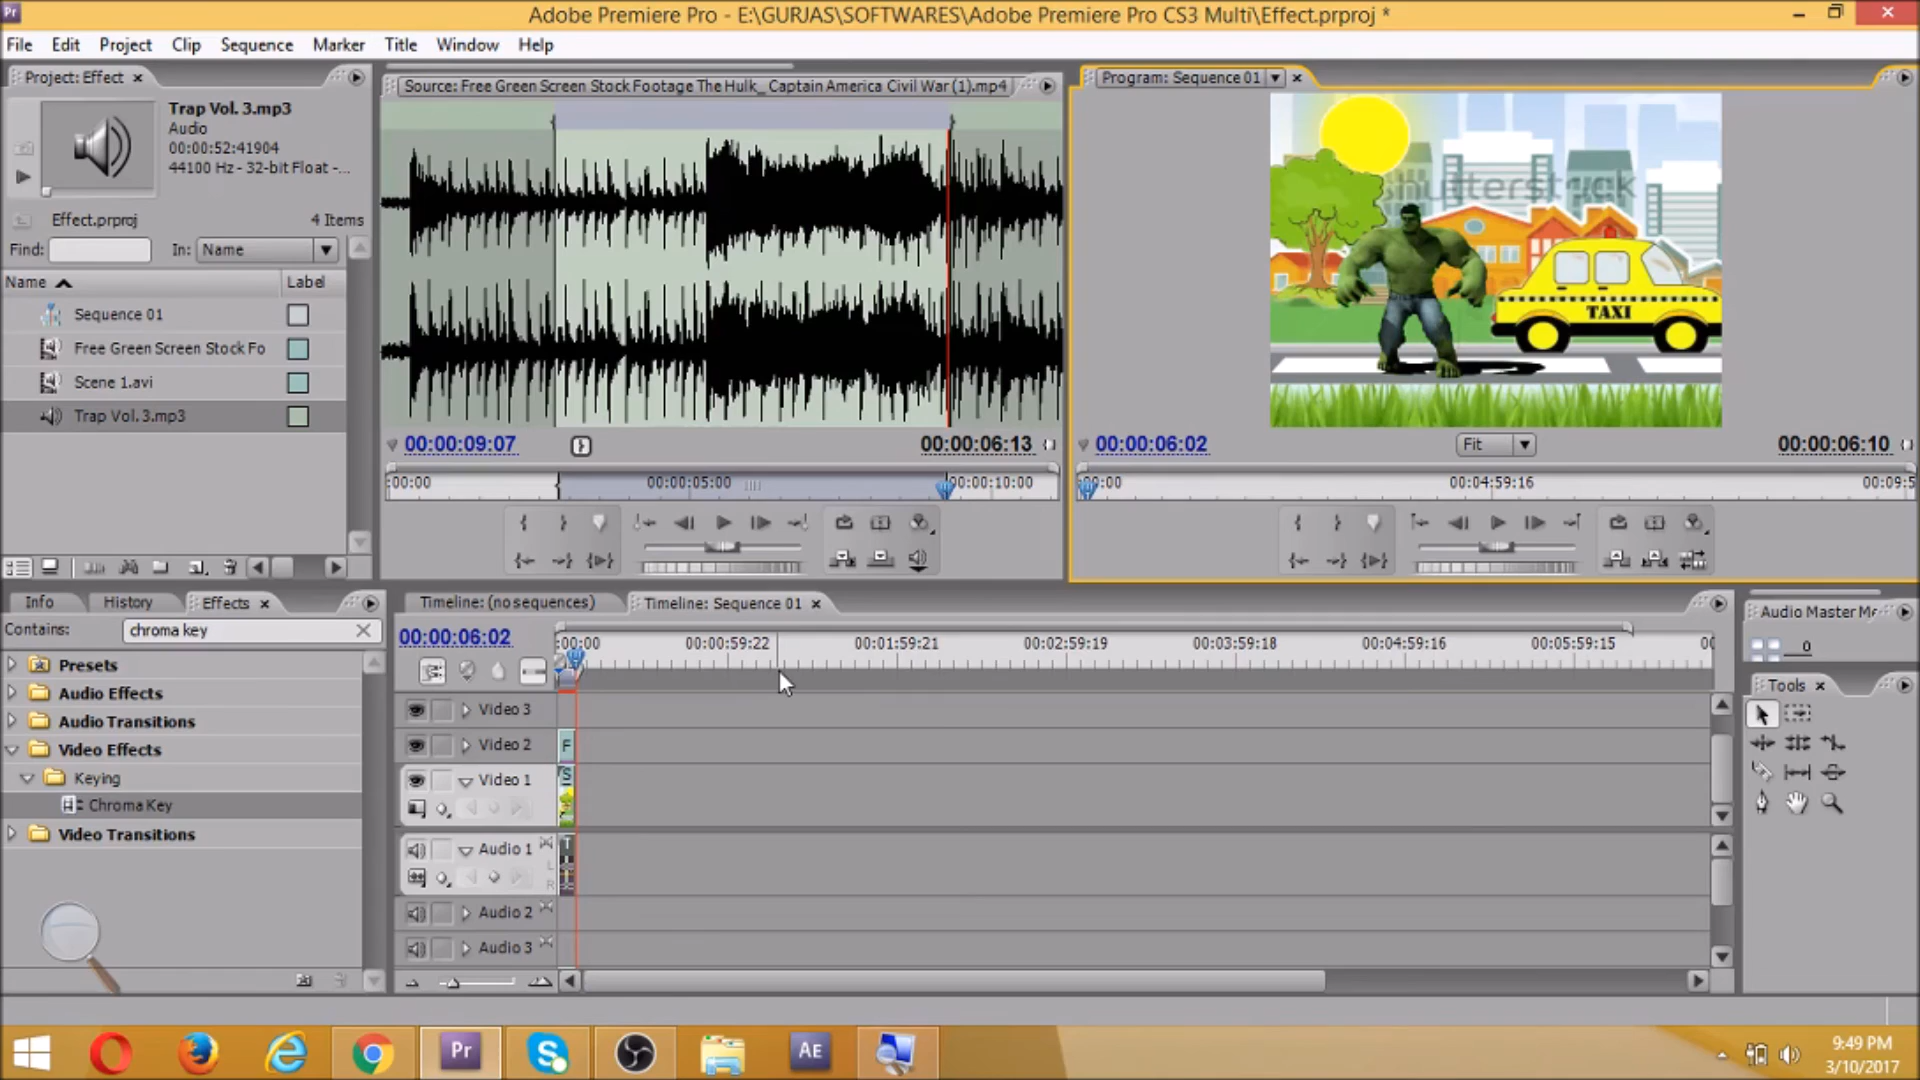 Pr
Adobe Premiere Pro - E:\GURJAS\SOFTWARES\Adobe Premiere Pro CS3 Multi\Effect.prproj *
File Edit Project Clip Sequence Marker Title Window Help
Project: Effect
Trap Vol. 3.mp3
Audio
00:00:52:41904
44100 Hz - 32-bit Float -...
Effect.prproj 4 Items
Find: In: Name
Name Label
Sequence 01
Free Green Screen Stock Fo
Scene 1.avi
Trap Vol. 3.mp3
Source: Free Green Screen Stock Footage The Hulk_ Captain America Civil War (1).mp4
00:00:09:07 00:00:06:13
:00:00 00:00:05:00 00:00:10:00
Program: Sequence 01
shutterstock
TAXI
00:00:06:02 Fit 00:00:06:10
00:00 04:59:16 00:09:5
Info History Effects
Contains: chroma key
Presets
Audio Effects
Audio Transitions
Video Effects
Keying
Chroma Key
Video Transitions
Timeline: (no sequences) Timeline: Sequence 01
00:00:06:02 :00:00 00:00:59:22 00:01:59:21 00:02:59:19 00:03:59:18 00:04:59:16 00:05:59:15 00
Video 3
Video 2 F
Video 1 S
Audio 1 T
L
R
Audio 2
Audio 3
Audio Master Me
0
Tools
Pr
S
AE
9:49 PM
3/10/2017